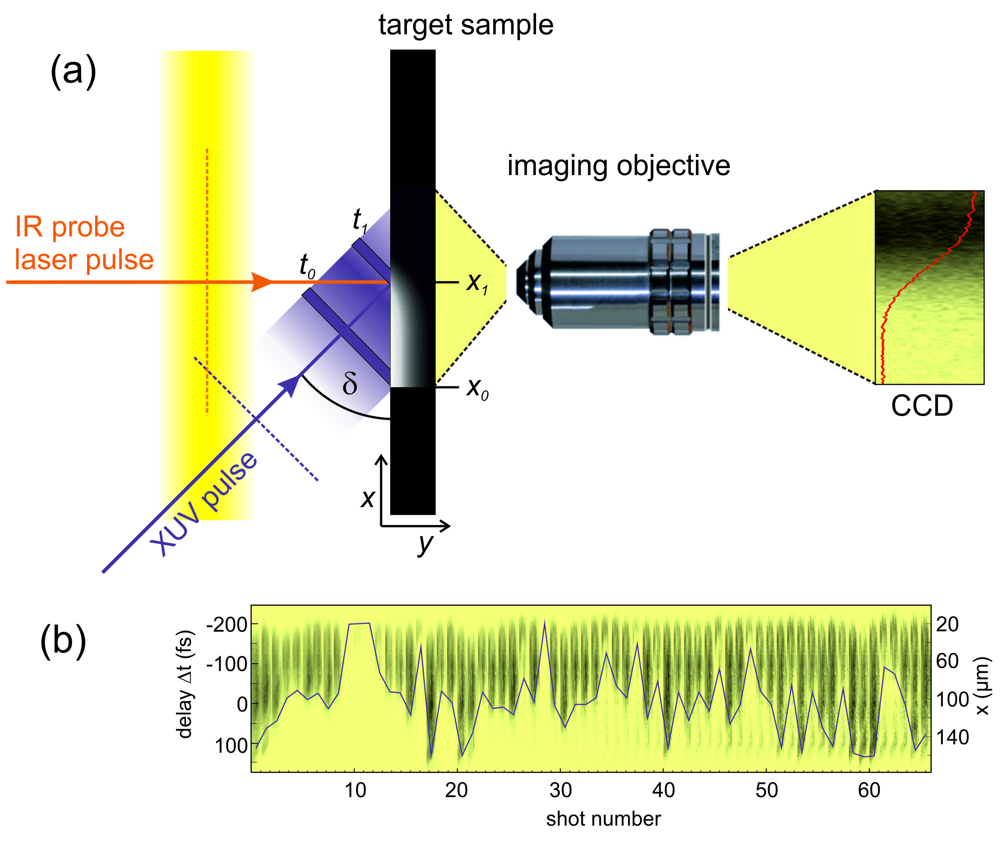 target sample
(a)
imaging objective
IR probe
laser pulse
t1
t0
x1
x0
δ
CCD
XUV pulse
x
y
(b)
delay Δt (fs)
-200
-100
0
100
20
60
100
140
x (µm)
10
20
30
40
50
60
shot number